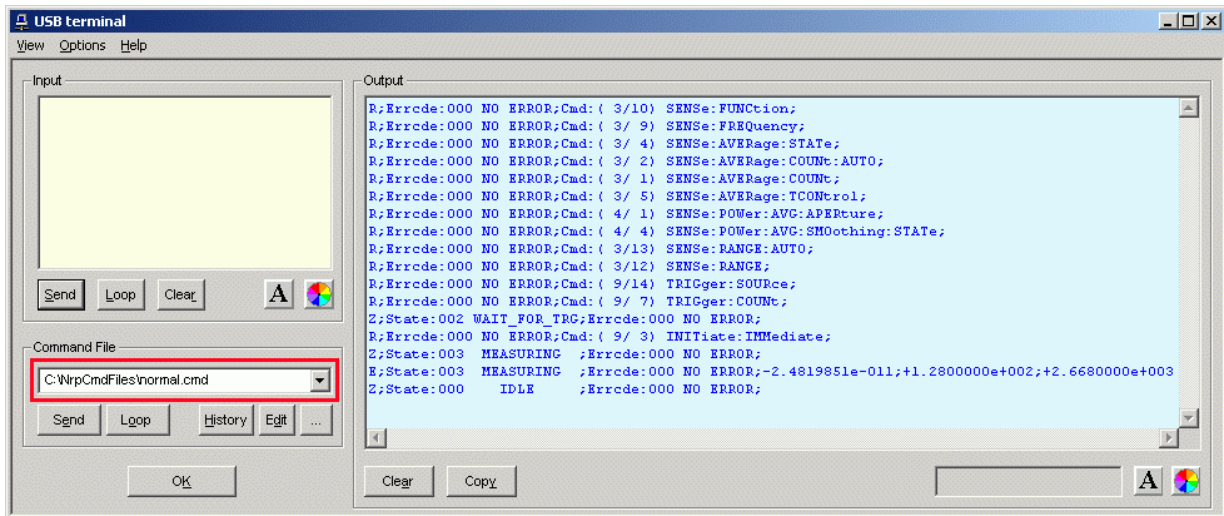 USB terminal
View Options Help
Input
Send Loop Clear A
Command File
C:\NrpCmdFiles\normal.cmd
Send Loop History Edit ...
OK
Output
R;Errcde:000 NO ERROR;Cmd:( 3/10) SENSe:FUNCtion;
R;Errcde:000 NO ERROR;Cmd:( 3/ 9) SENSe:FREQuency;
R;Errcde:000 NO ERROR;Cmd:( 3/ 4) SENSe:AVERage:STATe;
R;Errcde:000 NO ERROR;Cmd:( 3/ 2) SENSe:AVERage:COUNt:AUTO;
R;Errcde:000 NO ERROR;Cmd:( 3/ 1) SENSe:AVERage:COUNt;
R;Errcde:000 NO ERROR;Cmd:( 3/ 5) SENSe:AVERage:TCONtrol;
R;Errcde:000 NO ERROR;Cmd:( 4/ 1) SENSe:POWer:AVG:APERture;
R;Errcde:000 NO ERROR;Cmd:( 4/ 4) SENSe:POWer:AVG:SMOothing:STATe;
R;Errcde:000 NO ERROR;Cmd:( 3/13) SENSe:RANGE:AUTO;
R;Errcde:000 NO ERROR;Cmd:( 3/12) SENSe:RANGE;
R;Errcde:000 NO ERROR;Cmd:( 9/14) TRIGger:SOURce;
R;Errcde:000 NO ERROR;Cmd:( 9/ 7) TRIGger:COUNt;
Z;State:002 WAIT_FOR_TRG;Errcde:000 NO ERROR;
R;Errcde:000 NO ERROR;Cmd:( 9/ 3) INITiate:IMMediate;
Z;State:003  MEASURING  ;Errcde:000 NO ERROR;
E;State:003  MEASURING  ;Errcde:000 NO ERROR;-2.4819851e-011;+1.2800000e+002;+2.6680000e+003
Z;State:000    IDLE     ;Errcde:000 NO ERROR;
Clear Copy A